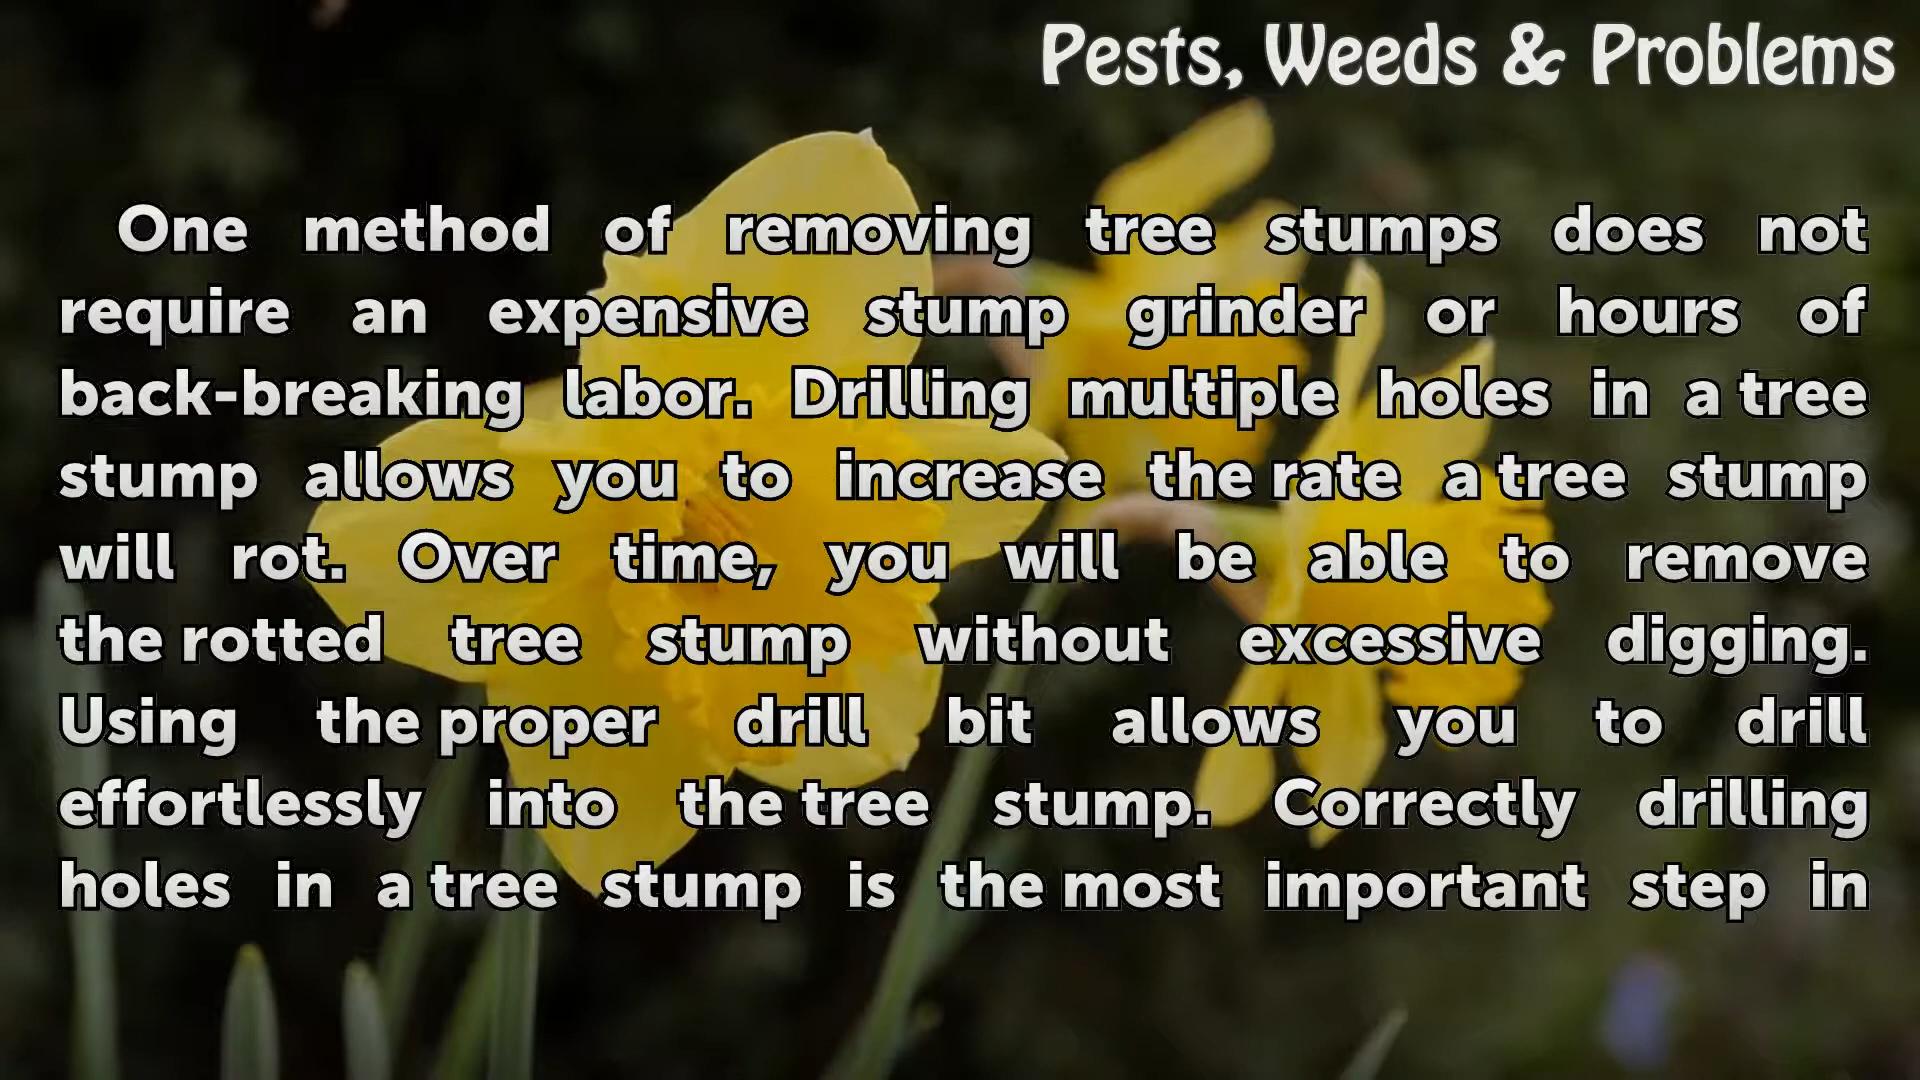 Pests, Weeds & Problems
One method of removing tree stumps does not
require an expensive stump grinder or hours of
back-breaking labor. Drilling multiple holes in a tree
stump allows you to increase the rate a tree stump
will rot. Over time, you will be able to remove
the rotted tree stump without excessive digging.
Using the proper drill bit allows you to drill
effortlessly into the tree stump. Correctly drilling
holes in a tree stump is the most important step in